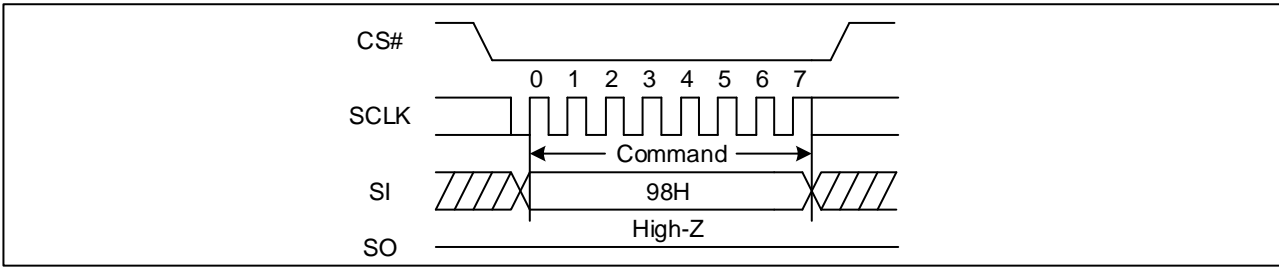 CS#
0 1 2 3 4 5 6 7
SCLK
Command
SI
98H
High-Z
SO